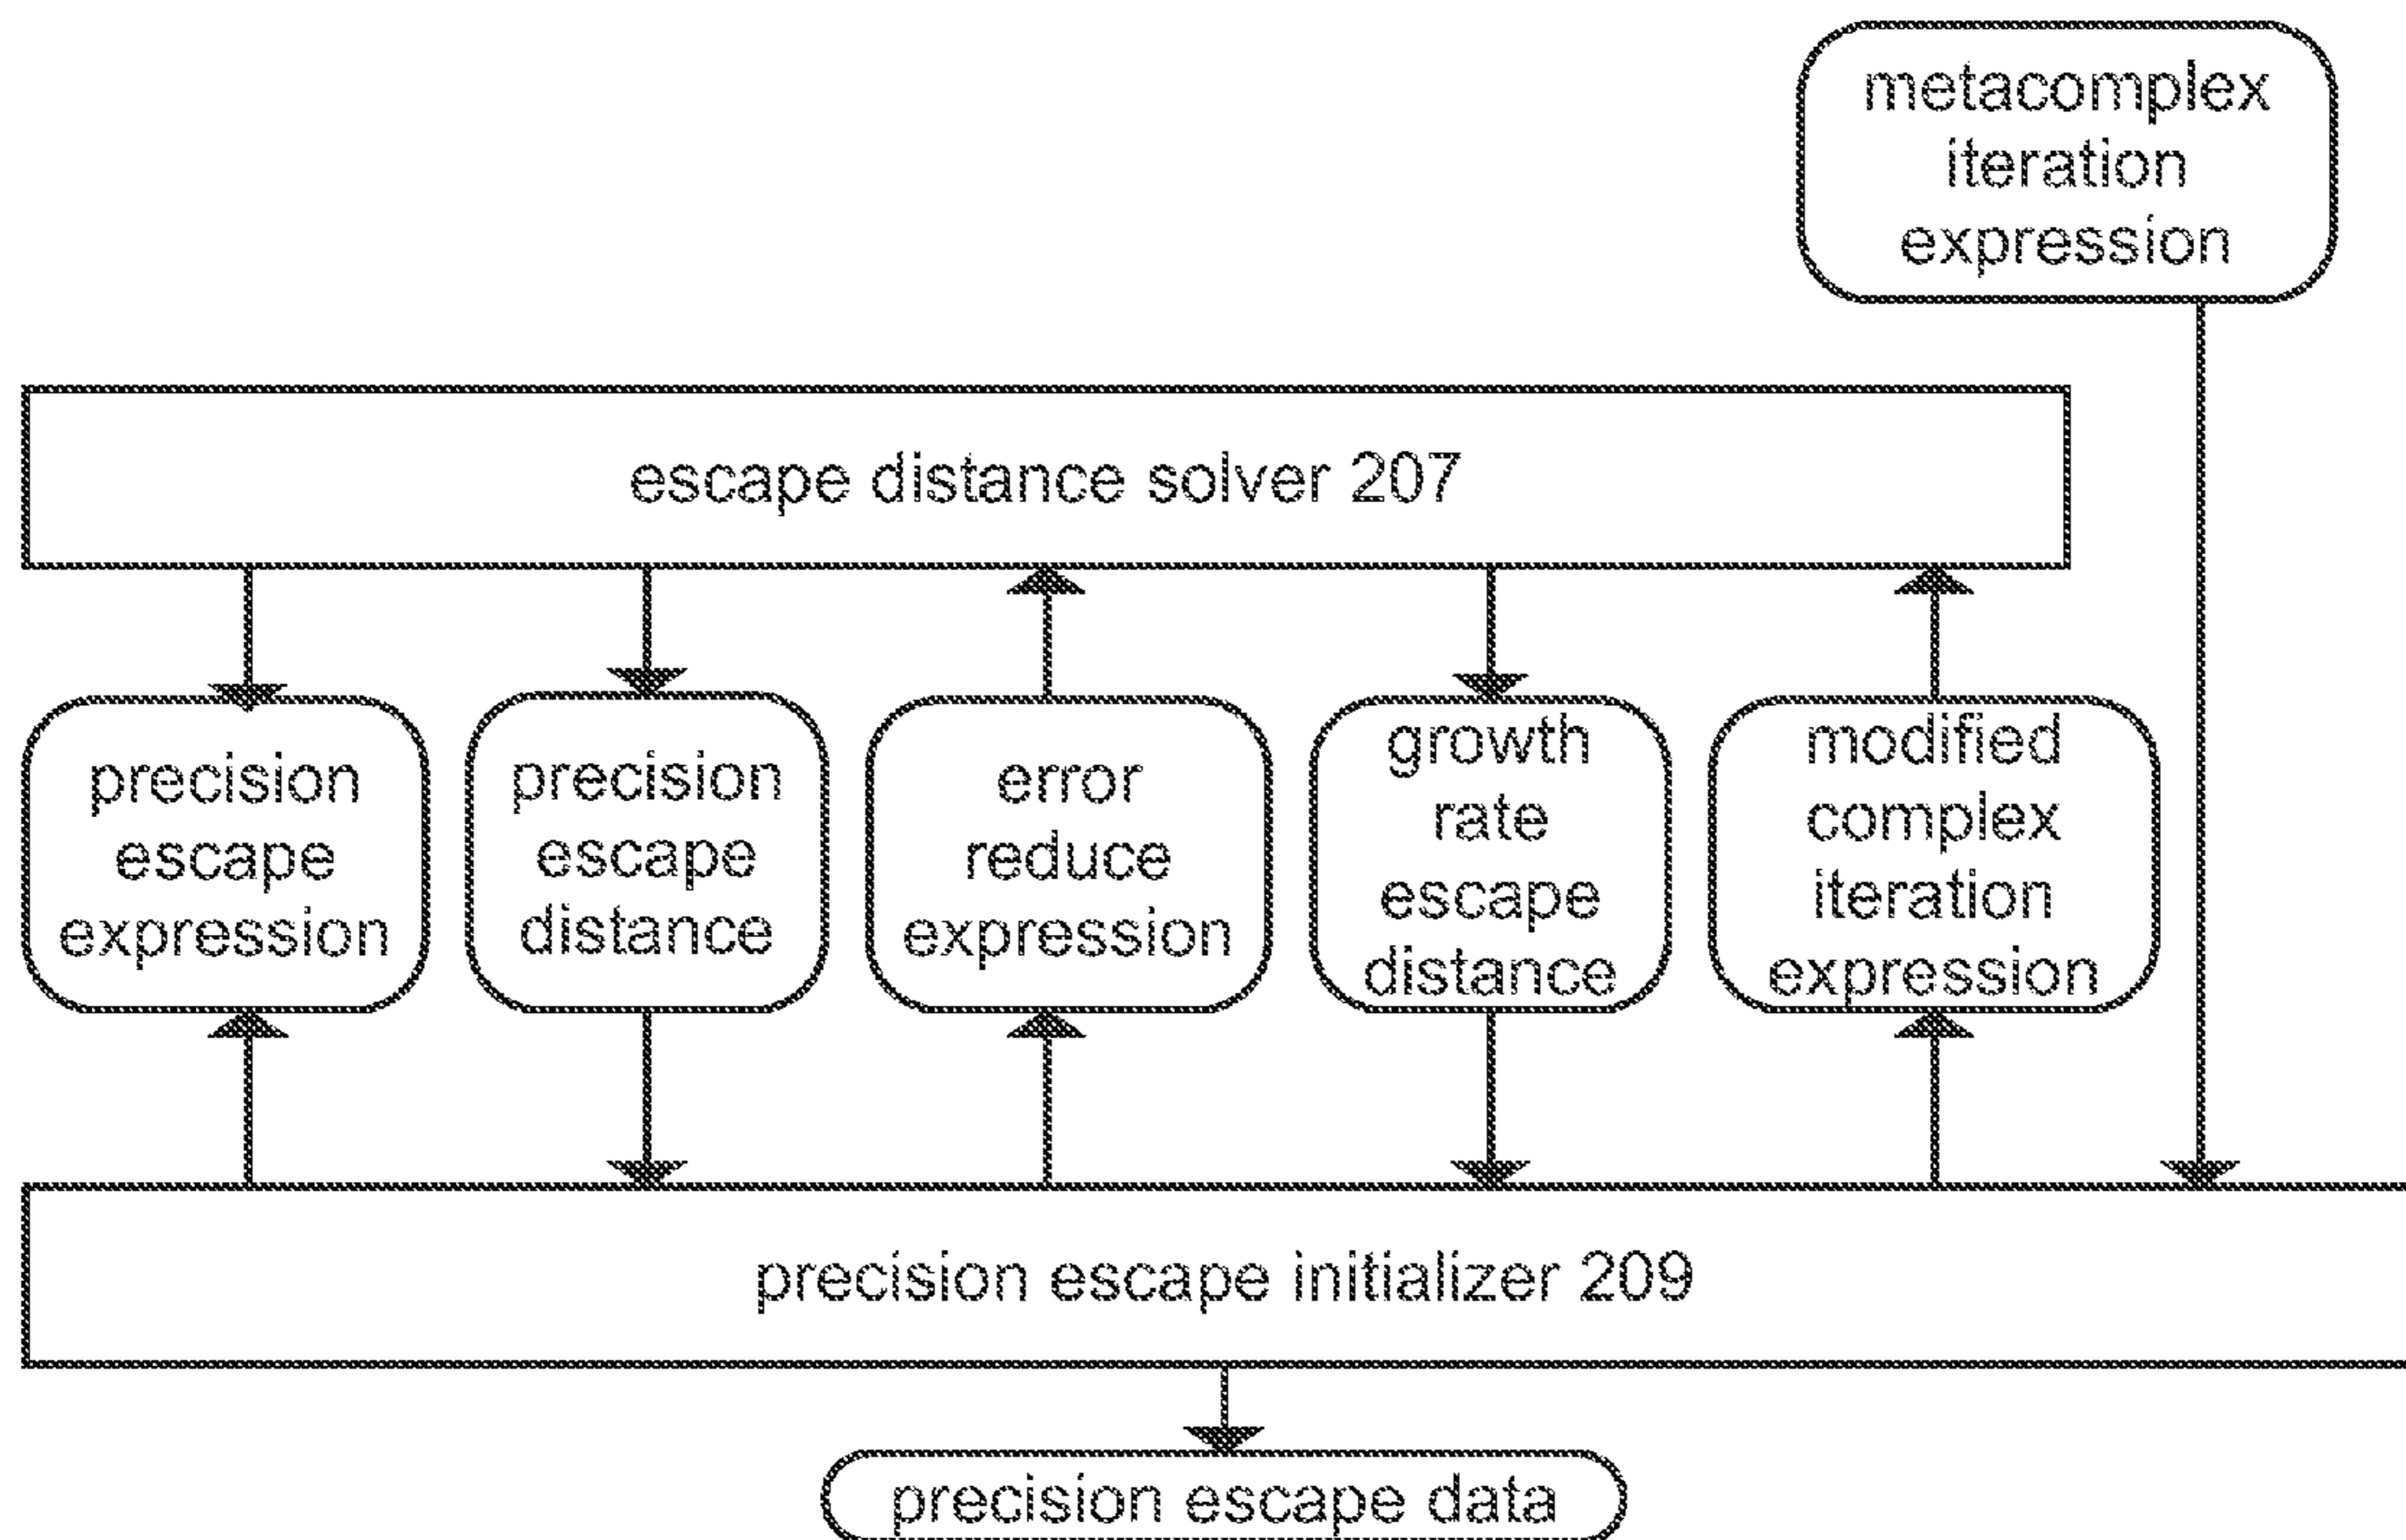 metacomplex
iteration
expression
escape distance solver 207
precision
escape
expression
precision
escape
distance
error
reduce
expression
growth
rate
escape
distance
modified
complex
iteration
expression
precision escape initializer 209
precision escape data